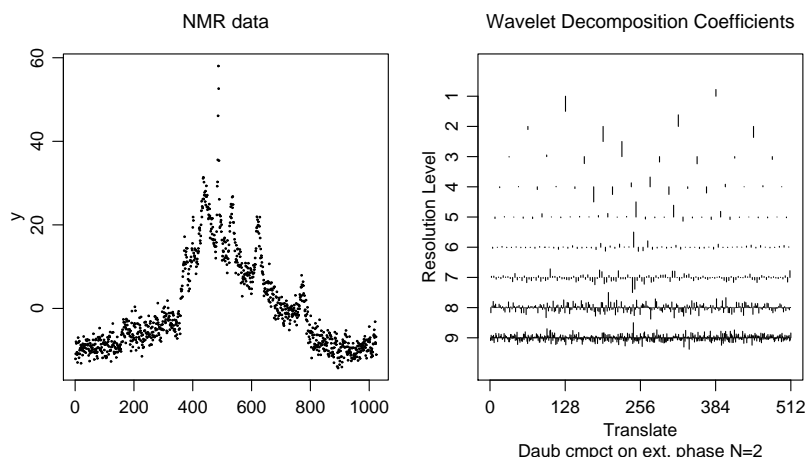 NMR data
y
60
40
20
0
0 200 400 600 800 1000
Wavelet Decomposition Coefficients
Resolution Level
1
2
3
4
5
6
7
8
9
0 128 256 384 512
Translate
Daub cmpct on ext. phase N=2